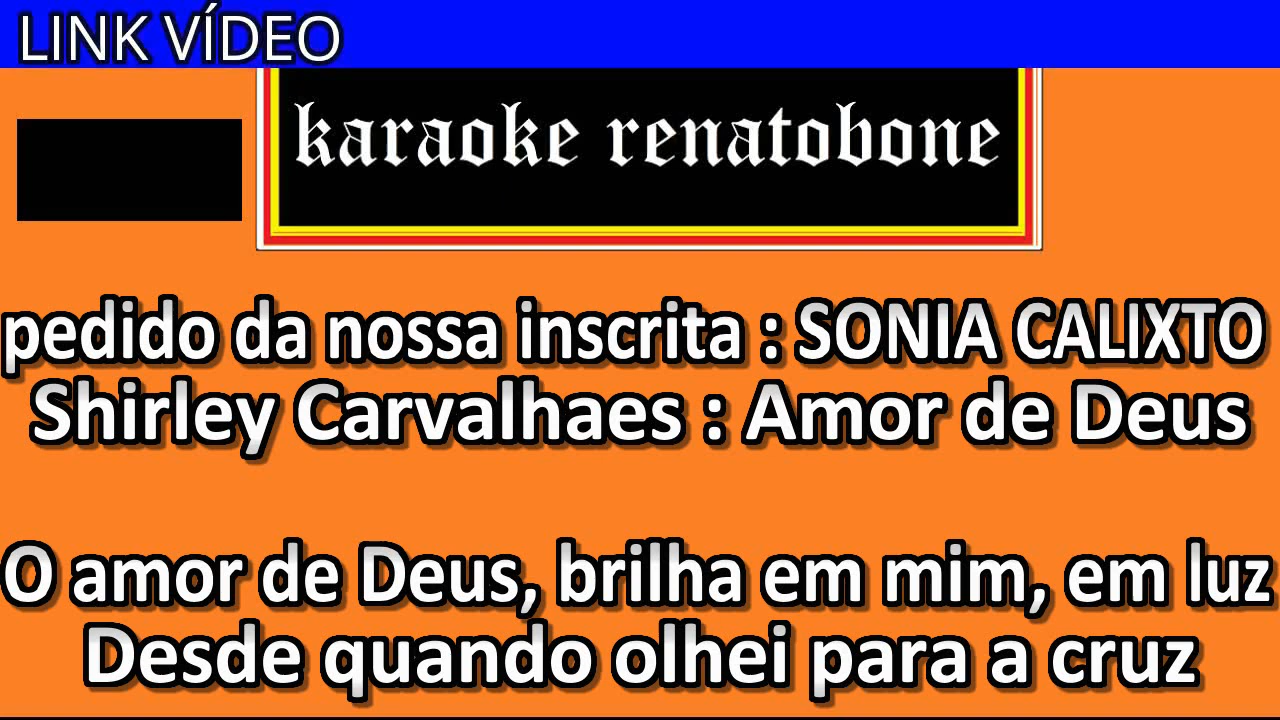 LINK VÍDEO
karaoke renatobone
pedido da nossa inscrita : SONIA CALIXTO
Shirley Carvalhaes : Amor de Deus
O amor de Deus, brilha em mim, em luz
Desde quando olhei para a cruz